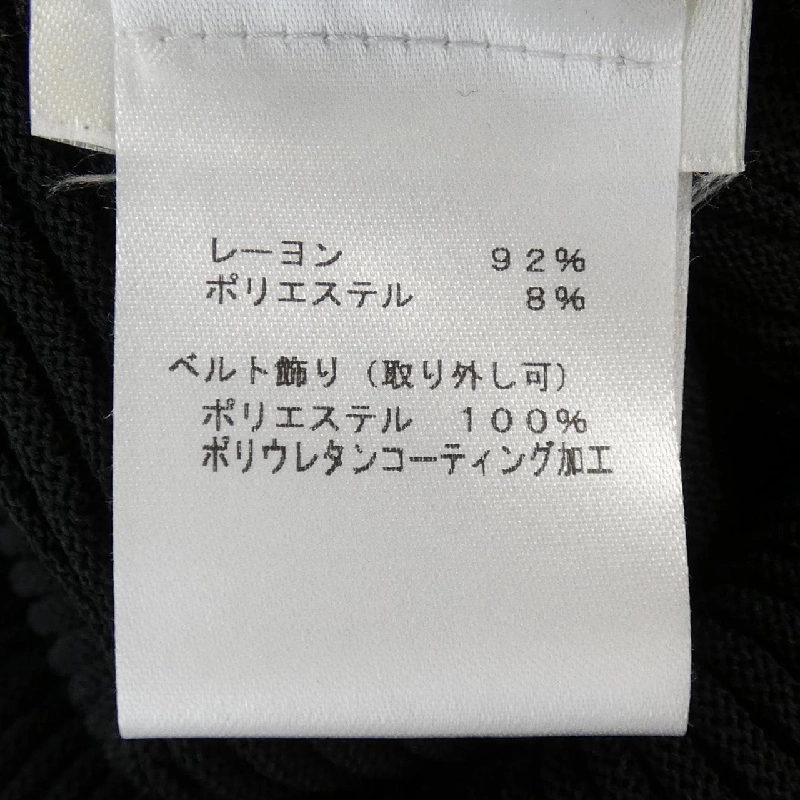 レーヨン 92%
ポリエステル 8%
ベルト飾り(取り外し可)
ポリエステル 100%
ポリウレタンコーティング加工